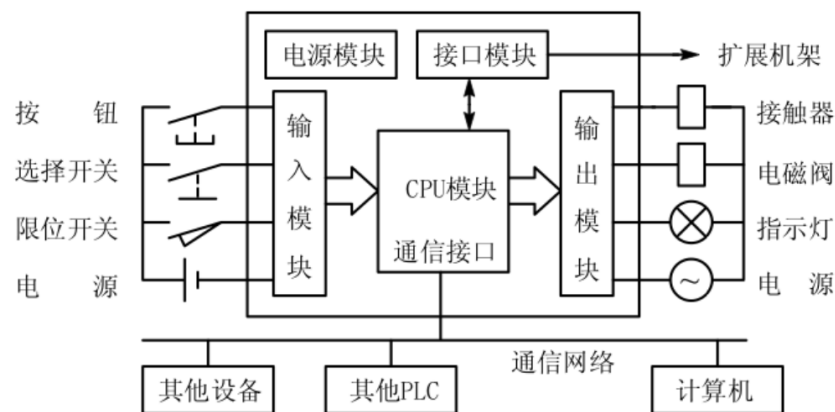 电源模块
接口模块
扩展机架
按钮
选择开关
限位开关
电源
输入模块
CPU模块
通信接口
输出模块
接触器
电磁阀
指示灯
~
电源
通信网络
其他设备
其他PLC
计算机